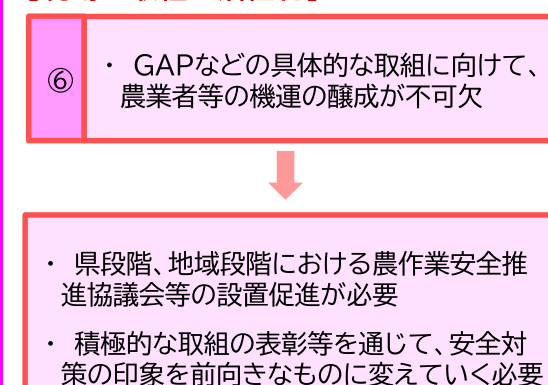 ⑥
・ GAPなどの具体的な取組に向けて、
農業者等の機運の醸成が不可欠
・ 県段階、地域段階における農作業安全推
進協議会等の設置促進が必要
・ 積極的な取組の表彰等を通じて、安全対
策の印象を前向きなものに変えていく必要